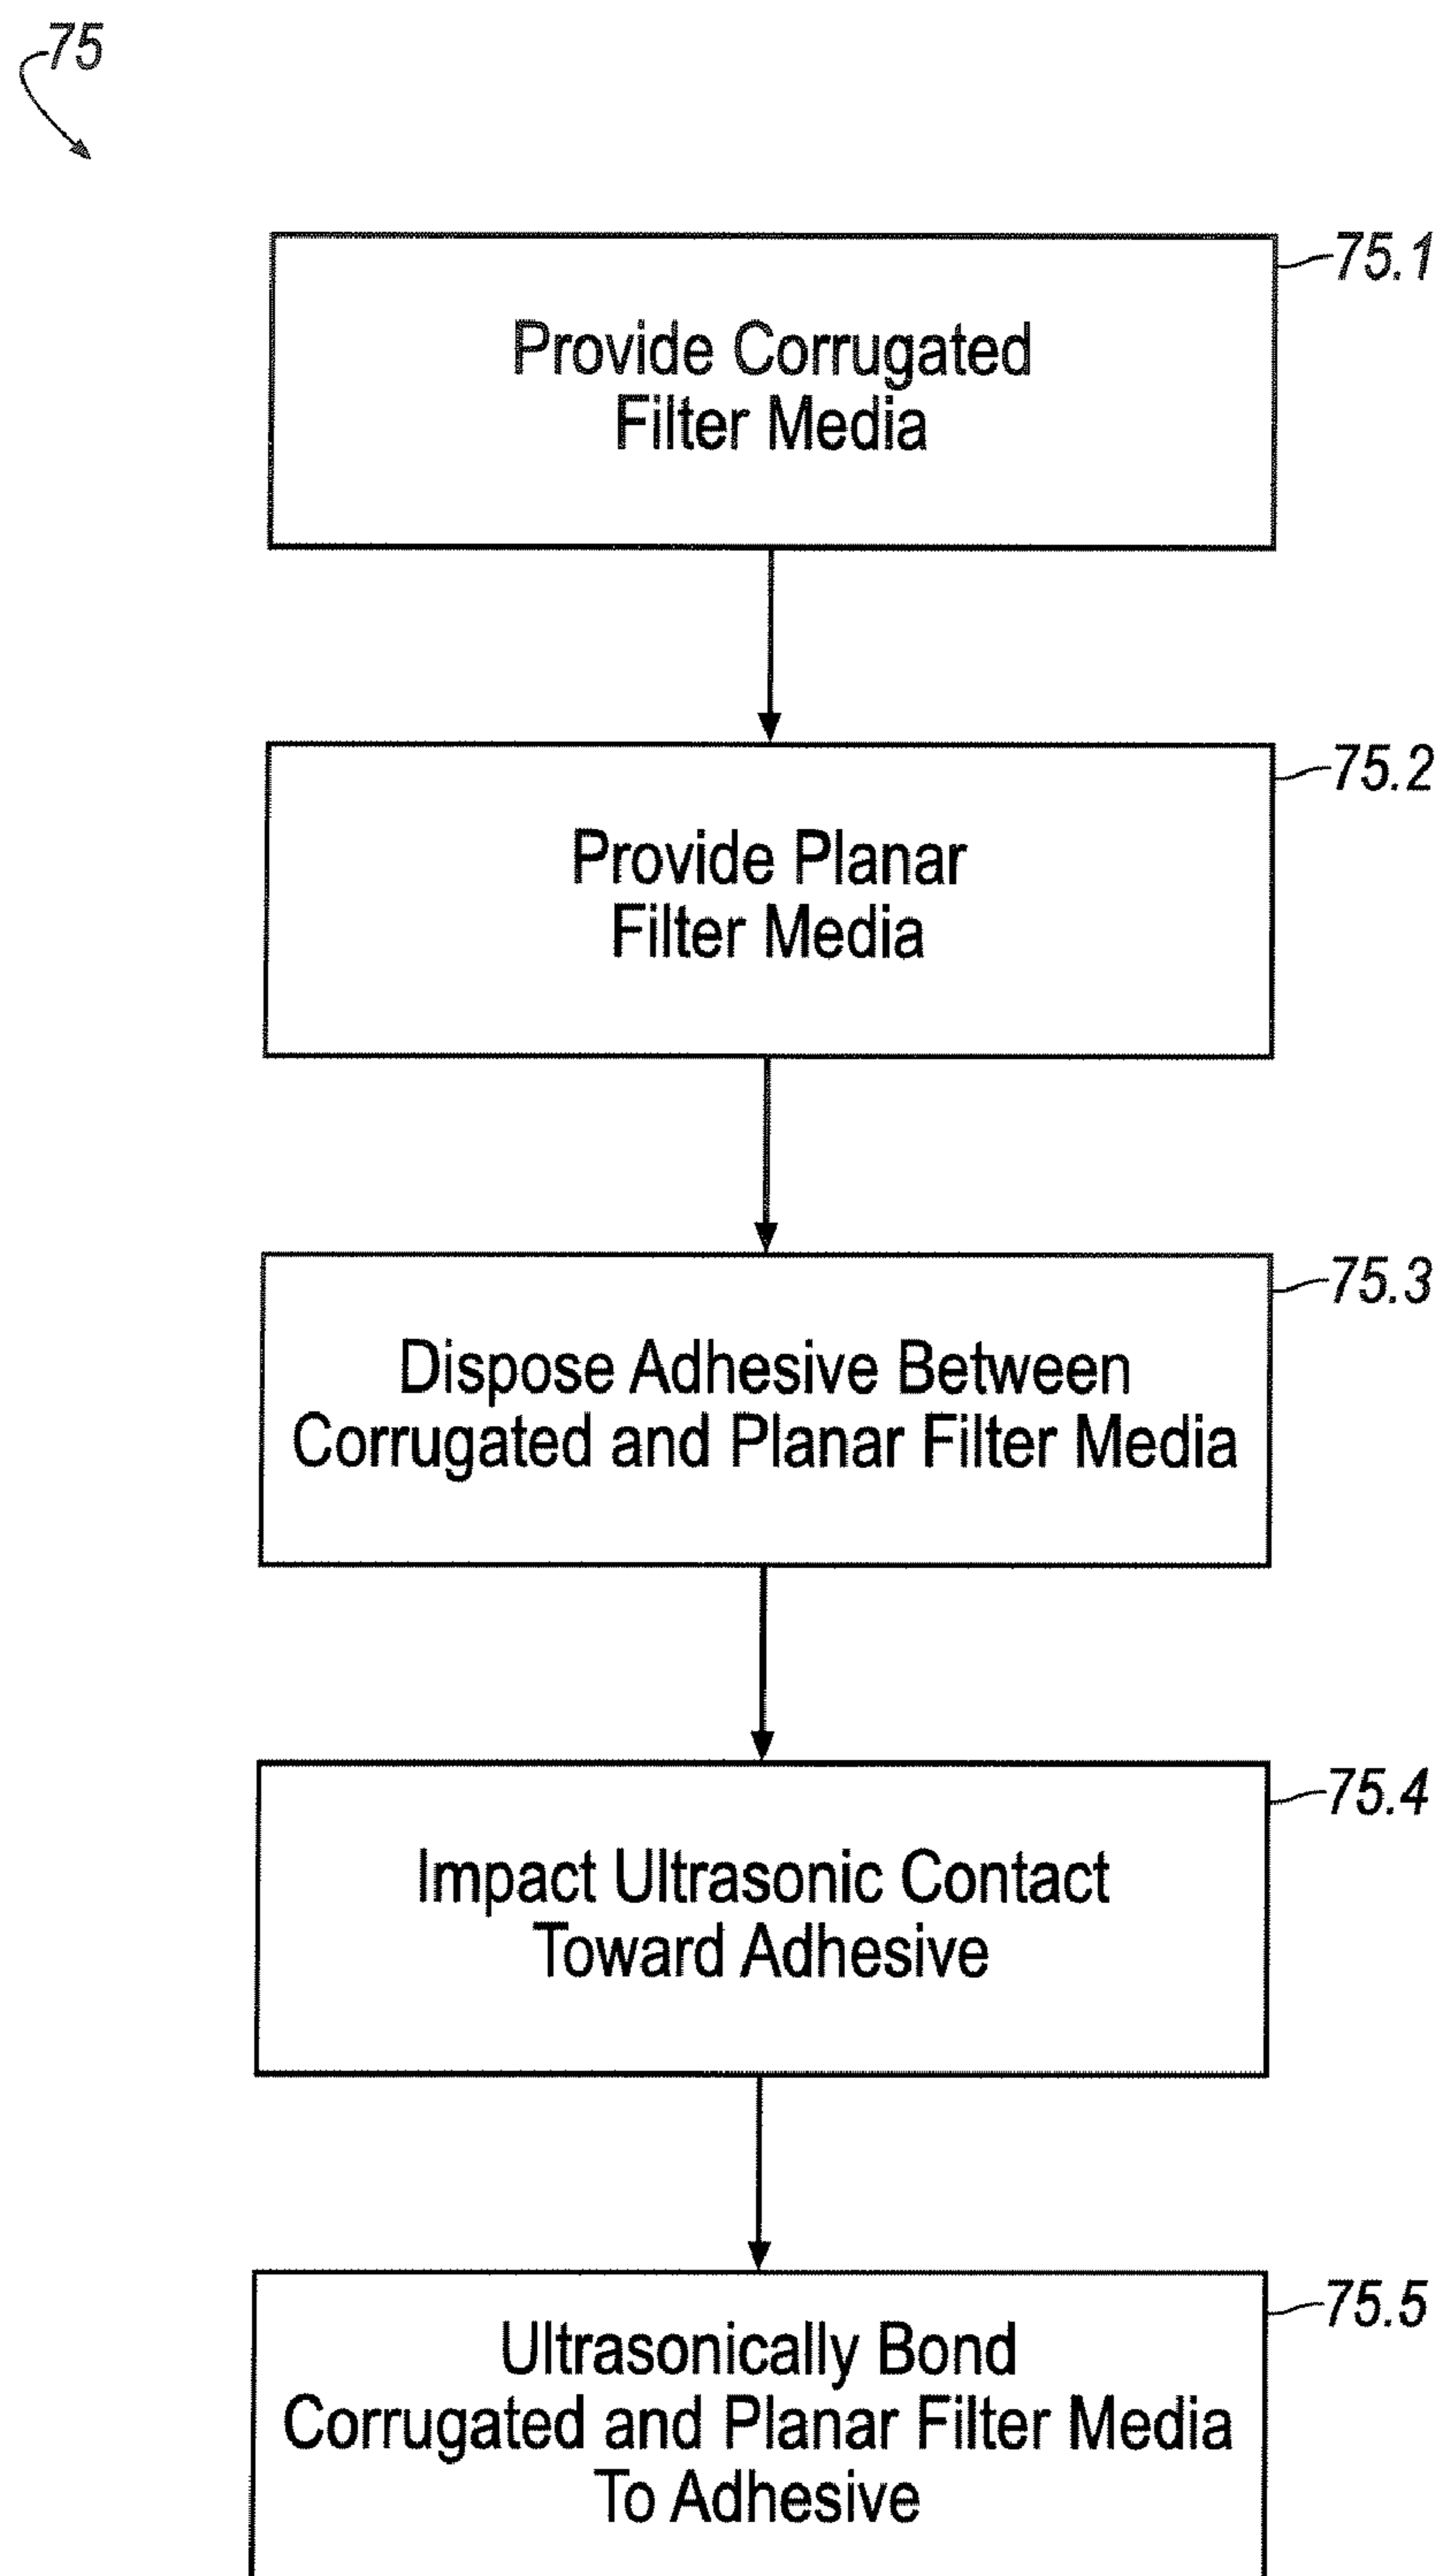 75
75.1
Provide Corrugated
Filter Media
75.2
Provide Planar
Filter Media
75.3
Dispose Adhesive Between
Corrugated and Planar Filter Media
75.4
Impact Ultrasonic Contact
Toward Adhesive
75.5
Ultrasonically Bond
Corrugated and Planar Filter Media
To Adhesive